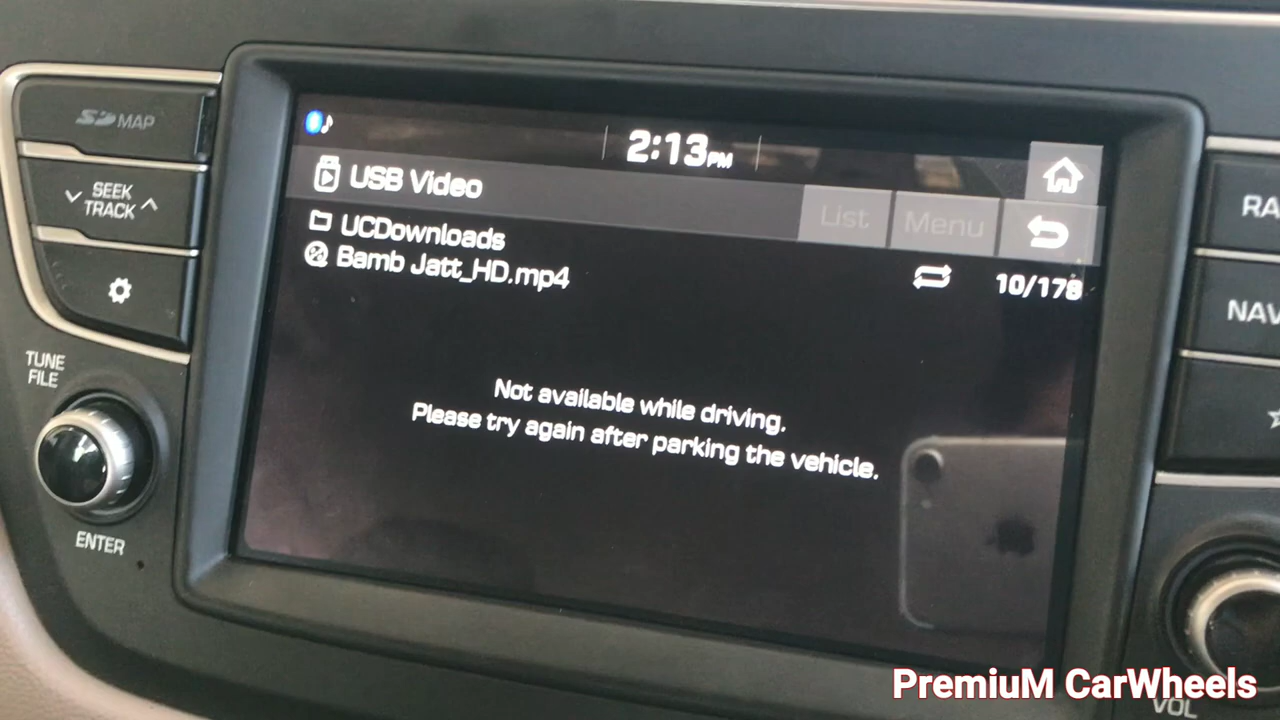 SD MAP
SEEK
TRACK
TUNE
FILE
ENTER
2:13PM
USB Video
List
Menu
UCDownloads
Bamb Jatt_HD.mp4
10/178
Not available while driving.
Please try again after parking the vehicle.
RA
NAV
VOL
PremiuM CarWheels